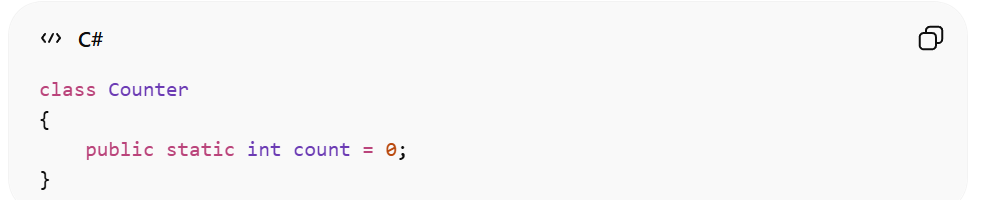 C#
class Counter
{
    public static int count = 0;
}